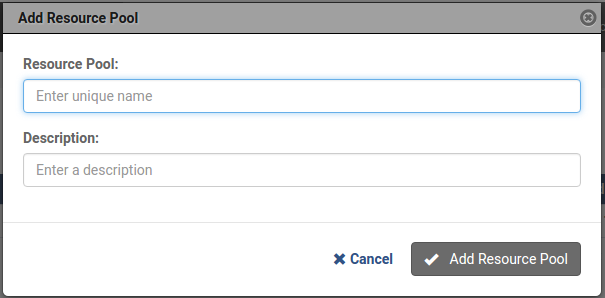 Add Resource Pool
Resource Pool:
Enter unique name
Description:
Enter a description
Cancel
Add Resource Pool